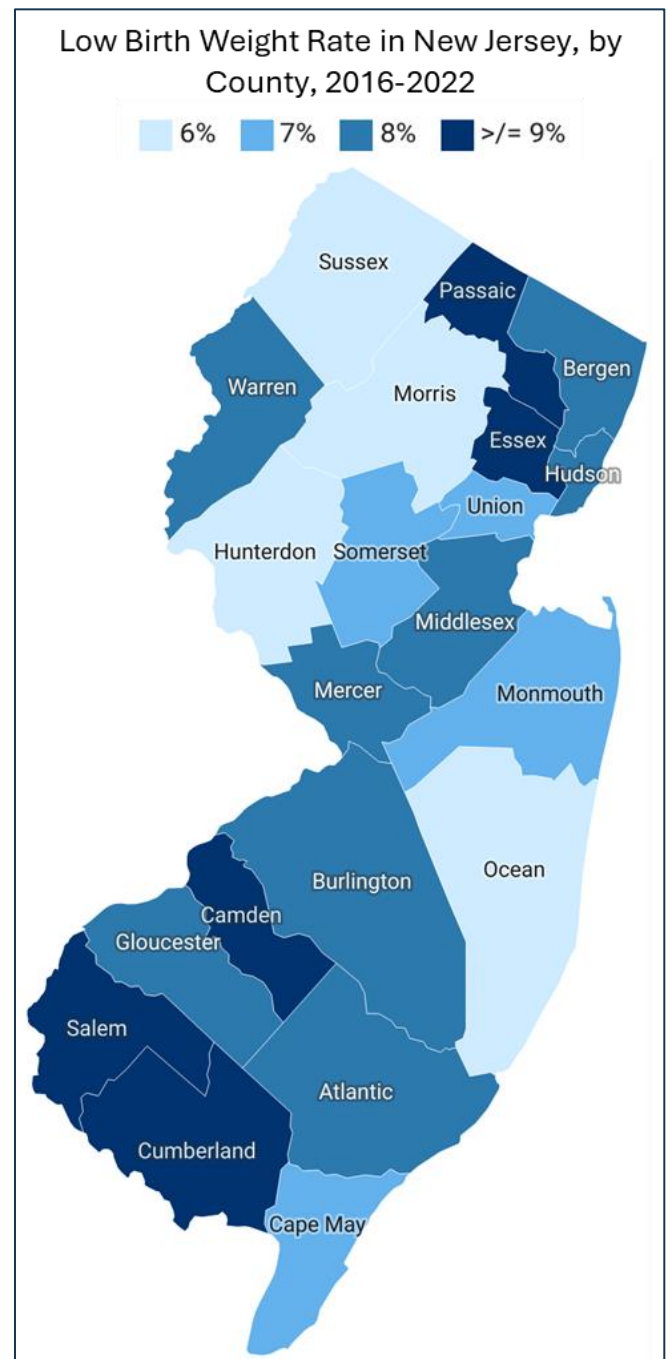 Low Birth Weight Rate in New Jersey, by
County, 2016-2022
6% 7% 8% >/= 9%
Sussex
Passaic
Bergen
Warren
Morris
Essex
Hudson
Union
Hunterdon
Somerset
Middlesex
Mercer
Monmouth
Ocean
Burlington
Camden
Gloucester
Salem
Atlantic
Cumberland
Cape May